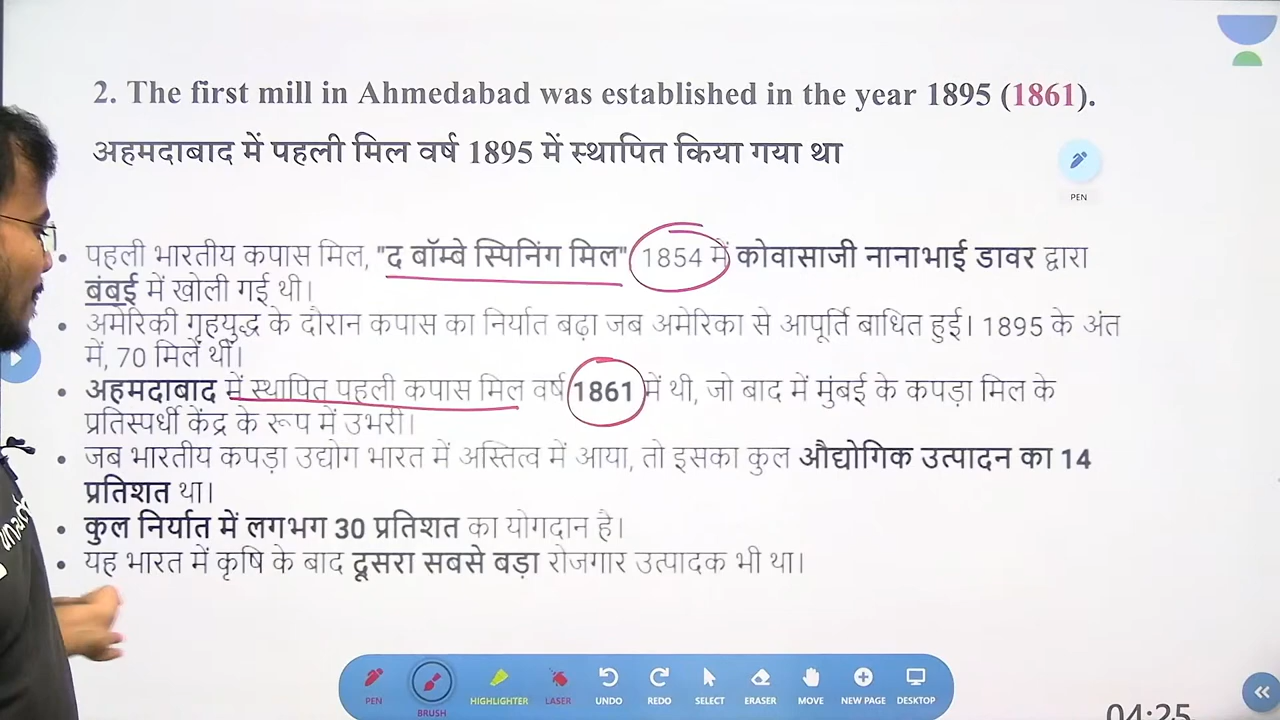 2. The first mill in Ahmedabad was established in the year 1895 (1861).
अहमदाबाद में पहली मिल वर्ष 1895 में स्थापित किया गया था
PEN
• पहली भारतीय कपास मिल, "द बॉम्बे स्पिनिंग मिल" 1854 में कोवासाजी नानाभाई डावर द्वारा
बंबई में खोली गई थी।
• अमेरिकी गृहयुद्ध के दौरान कपास का निर्यात बढ़ा जब अमेरिका से आपूर्ति बाधित हुई। 1895 के अंत
में, 70 मिलें थीं।
• अहमदाबाद में स्थापित पहली कपास मिल वर्ष 1861 में थी, जो बाद में मुंबई के कपड़ा मिल के
प्रतिस्पर्धी केंद्र के रूप में उभरी।
• जब भारतीय कपड़ा उद्योग भारत में अस्तित्व में आया, तो इसका कुल औद्योगिक उत्पादन का 14
प्रतिशत था।
• कुल निर्यात में लगभग 30 प्रतिशत का योगदान है।
• यह भारत में कृषि के बाद दूसरा सबसे बड़ा रोजगार उत्पादक भी था।
PEN BRUSH HIGHLIGHTER LASER UNDO REDO SELECT ERASER MOVE NEW PAGE DESKTOP
04:25